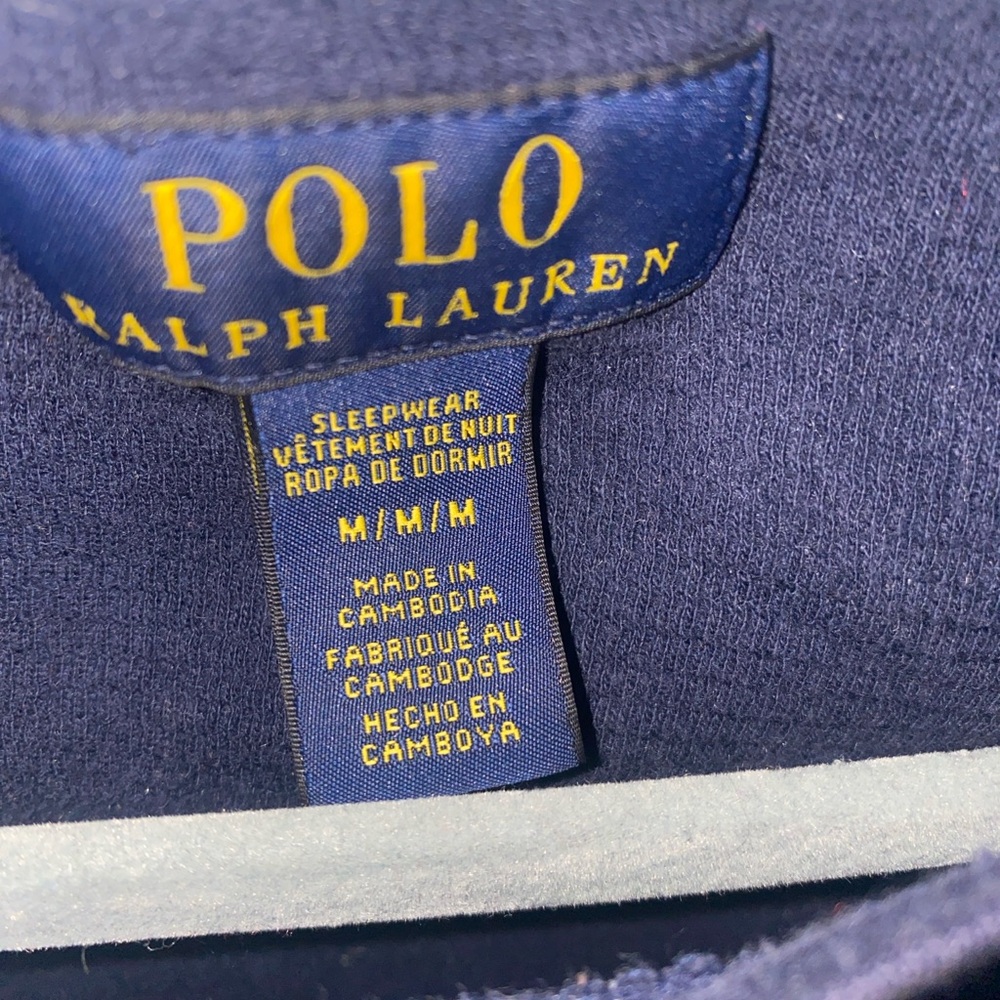 POLO
RALPH LAUREN
SLEEPWEAR
VÊTEMENT DE NUIT
ROPA DE DORMIR
M/M/M
MADE IN
CAMBODIA
FABRIQUÉ AU
CAMBODGE
HECHO EN
CAMBOYA